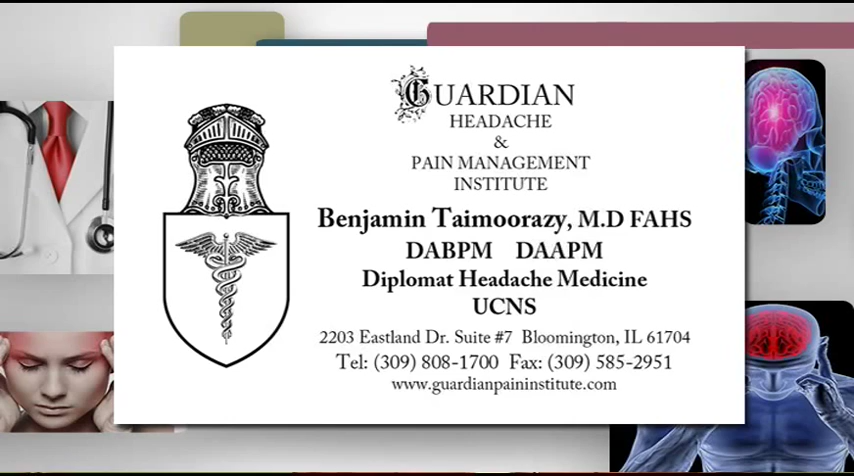 GUARDIAN
HEADACHE
&
PAIN MANAGEMENT
INSTITUTE
Benjamin Taimoorazy, M.D FAHS
DABPM DAAPM
Diplomat Headache Medicine
UCNS
2203 Eastland Dr. Suite #7 Bloomington, IL 61704
Tel: (309) 808-1700 Fax: (309) 585-2951
www.guardianpaininstitute.com